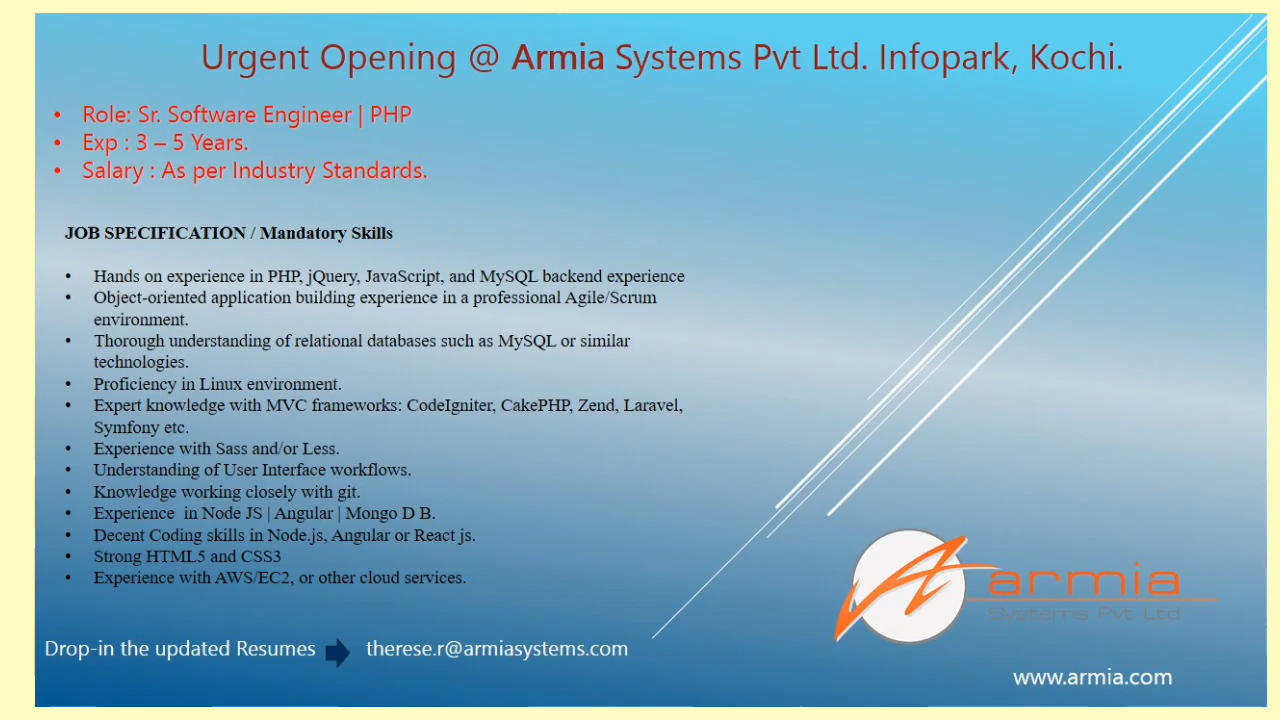 Urgent Opening @ Armia Systems Pvt Ltd. Infopark, Kochi.
• Role: Sr. Software Engineer | PHP
• Exp : 3 – 5 Years.
• Salary : As per Industry Standards.
JOB SPECIFICATION / Mandatory Skills
• Hands on experience in PHP, jQuery, JavaScript, and MySQL backend experience
• Object-oriented application building experience in a professional Agile/Scrum
environment.
• Thorough understanding of relational databases such as MySQL or similar
technologies.
• Proficiency in Linux environment.
• Expert knowledge with MVC frameworks: CodeIgniter, CakePHP, Zend, Laravel,
Symfony etc.
• Experience with Sass and/or Less.
• Understanding of User Interface workflows.
• Knowledge working closely with git.
• Experience  in Node JS | Angular | Mongo D B.
• Decent Coding skills in Node.js, Angular or React js.
• Strong HTML5 and CSS3
• Experience with AWS/EC2, or other cloud services.
armia
Systems Pvt Ltd
Drop-in the updated Resumes therese.r@armiasystems.com
www.armia.com